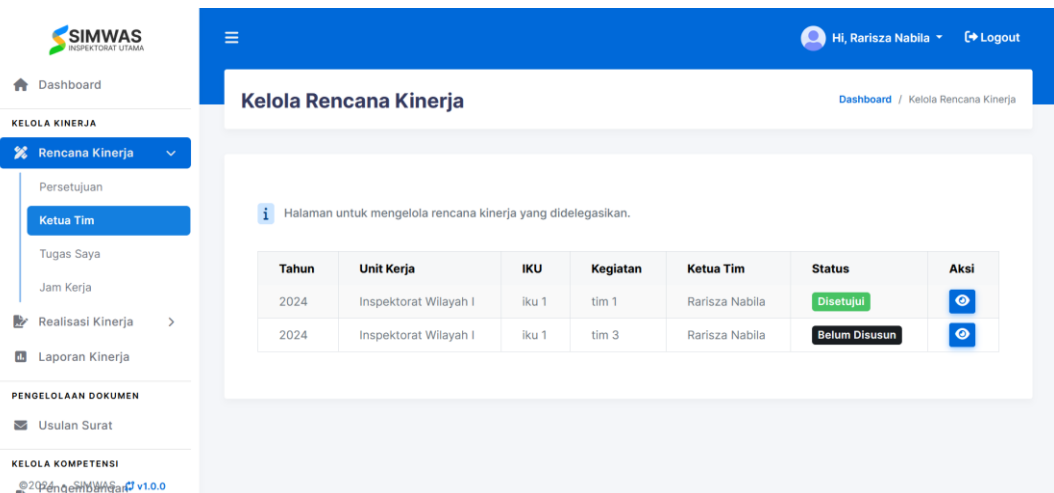 SIMWAS
INSPEKTORAT UTAMA
Hi, Rarisza Nabila
Logout
Dashboard
KELOLA KINERJA
Rencana Kinerja
Persetujuan
Ketua Tim
Tugas Saya
Jam Kerja
Realisasi Kinerja
Laporan Kinerja
PENGELOLAAN DOKUMEN
Usulan Surat
KELOLA KOMPETENSI
Pengembangan
©2024 • SIMWAS v1.0.0
Kelola Rencana Kinerja
Dashboard / Kelola Rencana Kinerja
i Halaman untuk mengelola rencana kinerja yang didelegasikan.
Tahun Unit Kerja IKU Kegiatan Ketua Tim Status Aksi
2024 Inspektorat Wilayah I iku 1 tim 1 Rarisza Nabila Disetujui
2024 Inspektorat Wilayah I iku 1 tim 3 Rarisza Nabila Belum Disusun